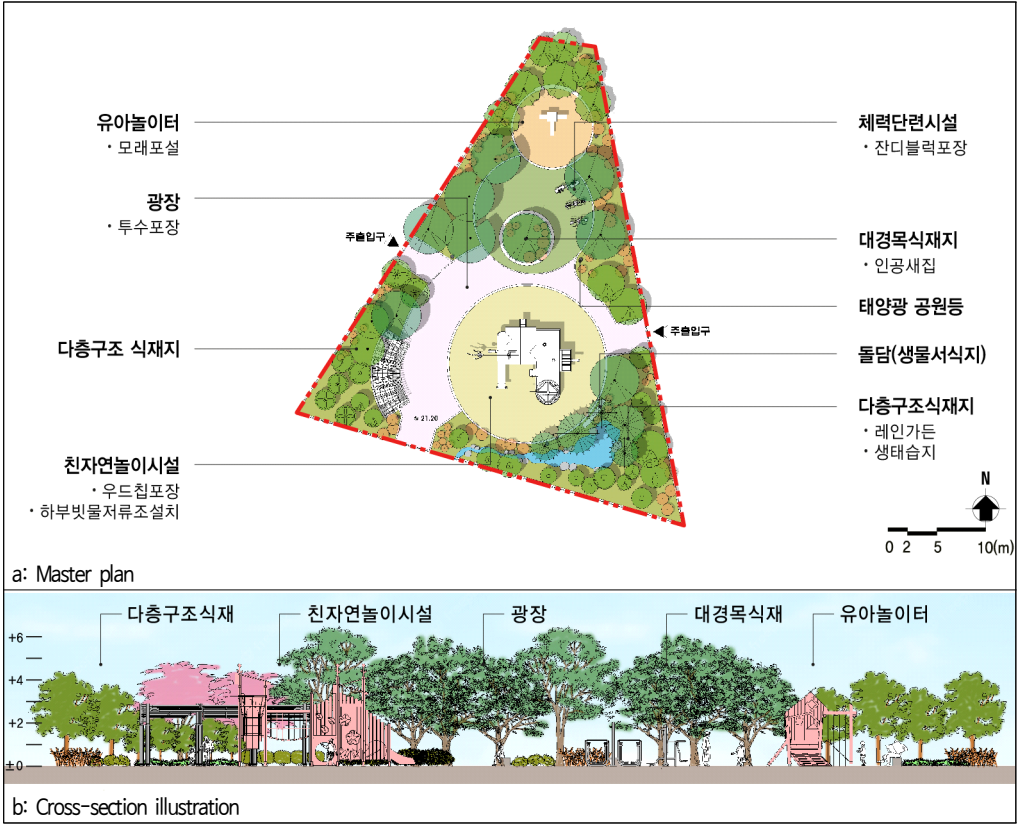 유아놀이터
· 모래포설
광장
· 투수포장
다층구조 식재지
친자연놀이시설
· 우드칩포장
· 하부빗물저류조설치
주출입구
주출입구
21.20
체력단련시설
· 잔디블럭포장
대경목식재지
· 인공새집
태양광 공원등
돌담(생물서식지)
다층구조식재지
· 레인가든
· 생태습지
N
0 2 5 10(m)
a: Master plan
다층구조식재 친자연놀이시설 광장 대경목식재 유아놀이터
+6
+4
+2
±0
b: Cross-section illustration